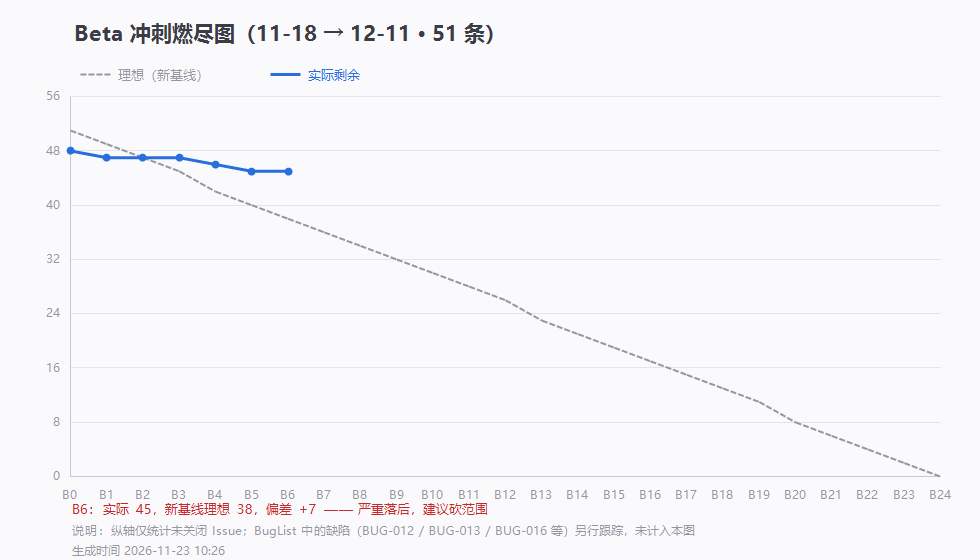 Beta 冲刺燃尽图（11-18 → 12-11 • 51 条）
理想（新基线） 实际剩余
56
48
40
32
24
16
8
0
B0 B1 B2 B3 B4 B5 B6 B7 B8 B9 B10 B11 B12 B13 B14 B15 B16 B17 B18 B19 B20 B21 B22 B23 B24
B6：实际 45，新基线理想 38，偏差 +7 —— 严重落后，建议砍范围
说明：纵轴仅统计未关闭 Issue；BugList 中的缺陷（BUG-012 / BUG-013 / BUG-016 等）另行跟踪，未计入本图
生成时间 2026-11-23 10:26